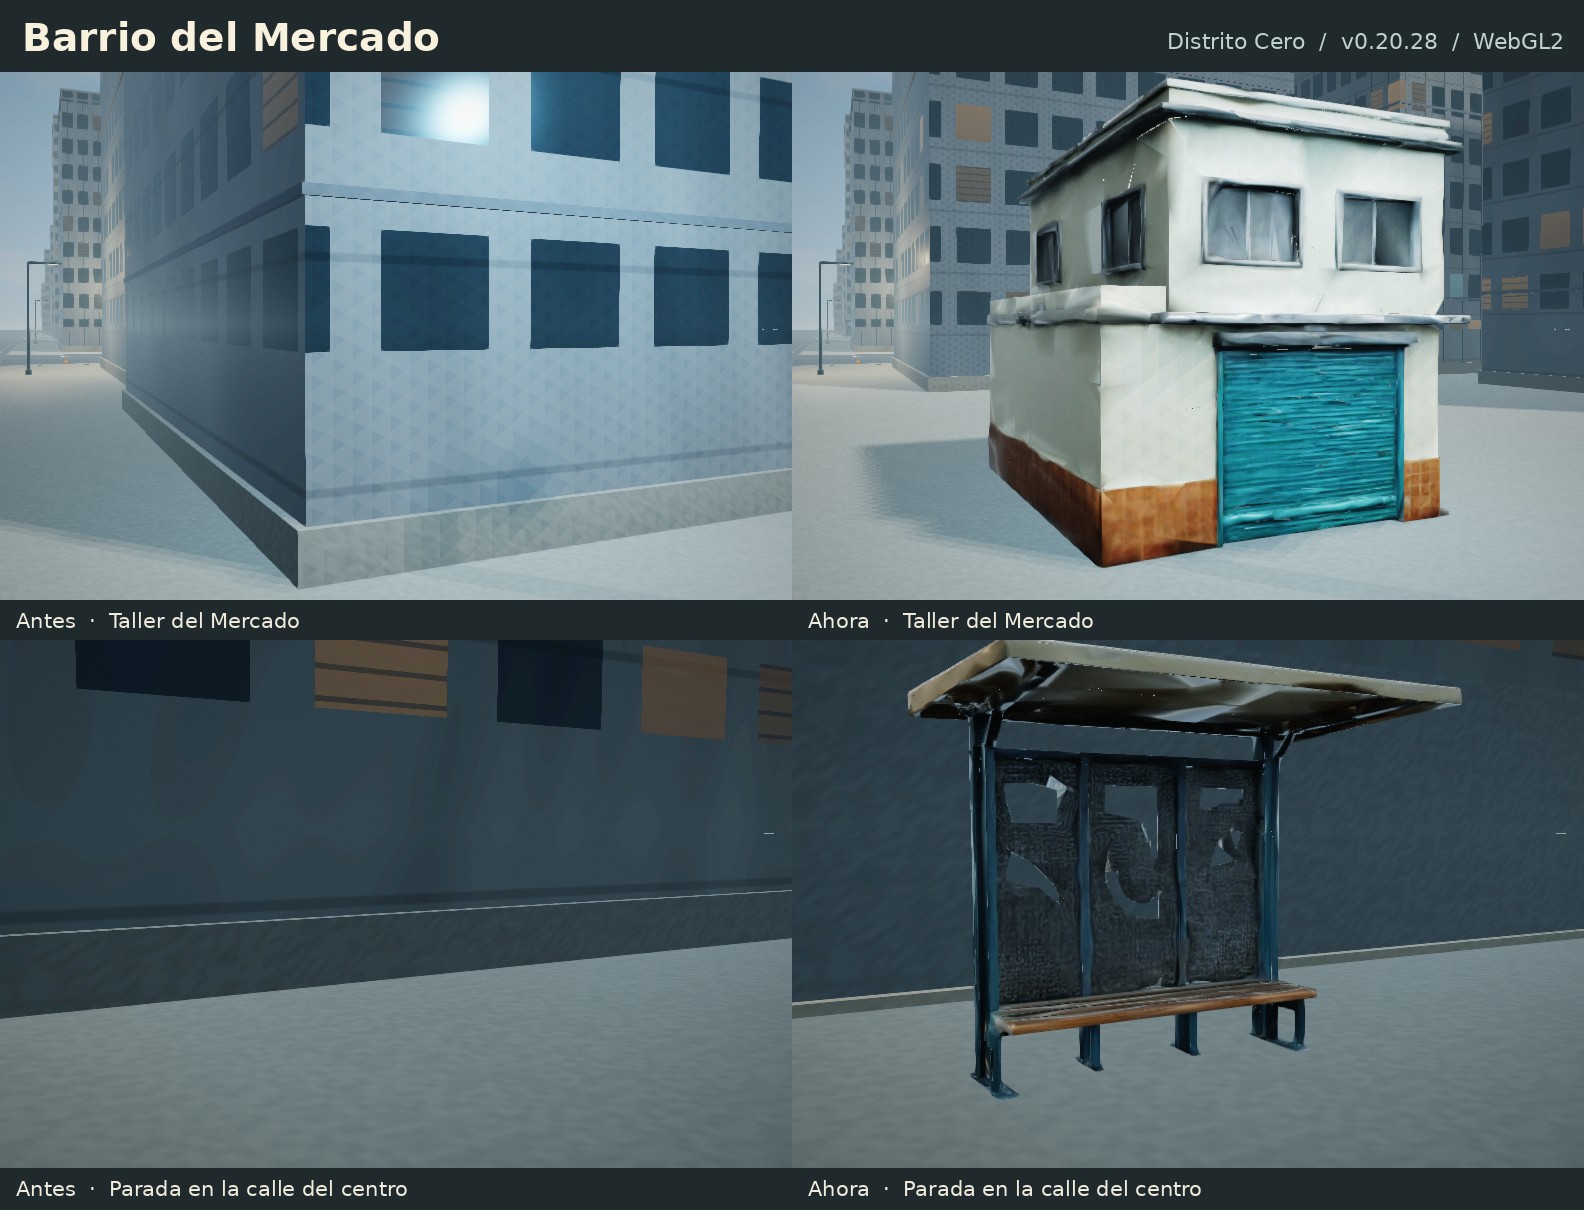 Barrio del Mercado
Distrito Cero / v0.20.28 / WebGL2
Antes · Taller del Mercado
Ahora · Taller del Mercado
Antes · Parada en la calle del centro
Ahora · Parada en la calle del centro